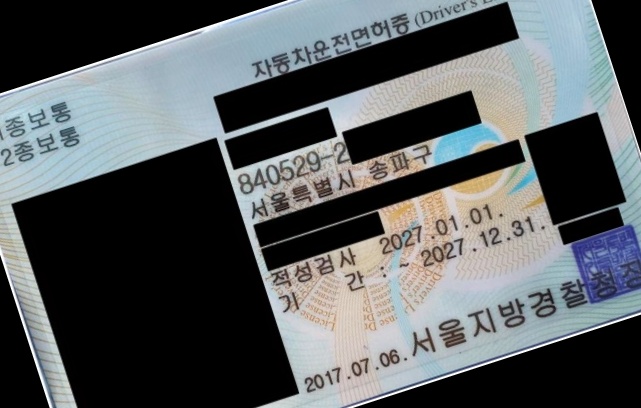 자동차운전면허증 (Driver's
종보통
2종보통
840529-2
서울특별시 송파구
적성검사 2027.01.01.
기 간 : ~ 2027.12.31.
2017.07.06. 서울지방경찰청장